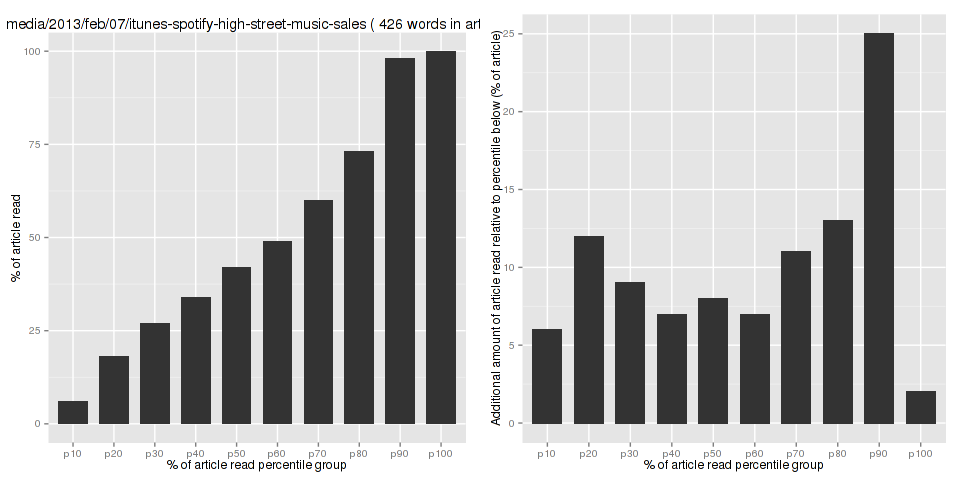 media/2013/feb/07/itunes-spotify-high-street-music-sales ( 426 words in art
% of article read
100
75
50
25
0
p10 p20 p30 p40 p50 p60 p70 p80 p90 p100
% of article read percentile group
Additional amount of article read relative to percentile below (% of article)
25
20
15
10
5
0
p10 p20 p30 p40 p50 p60 p70 p80 p90 p100
% of article read percentile group